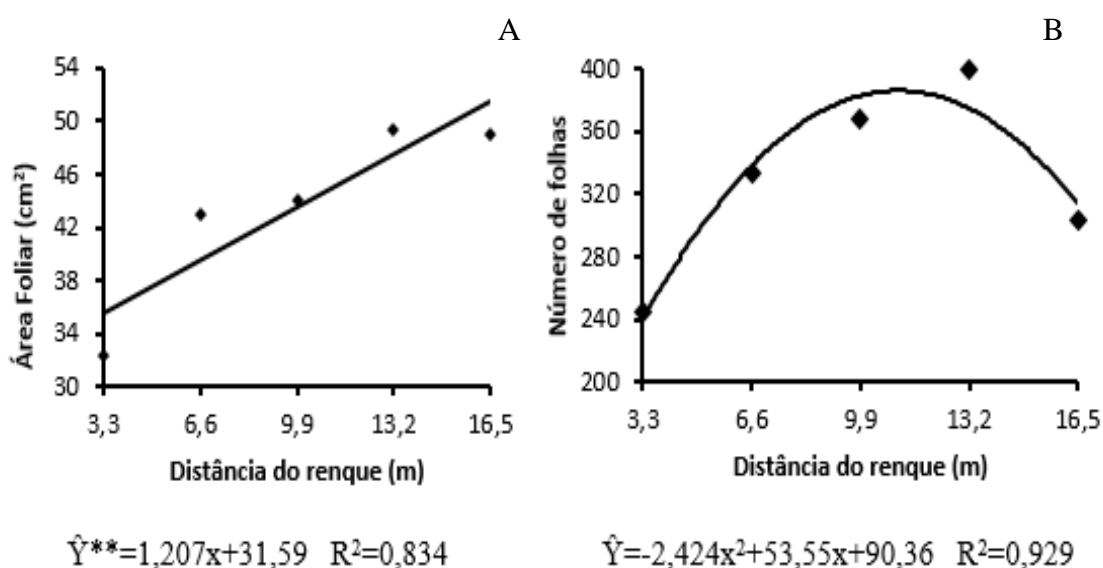 A
Área Foliar (cm²)
54
50
46
42
38
34
30
3,3 6,6 9,9 13,2 16,5
Distância do renque (m)
Ŷ**=1,207x+31,59 R²=0,834
B
Número de folhas
400
360
320
280
240
200
3,3 6,6 9,9 13,2 16,5
Distância do renque (m)
Ŷ=-2,424x²+53,55x+90,36 R²=0,929